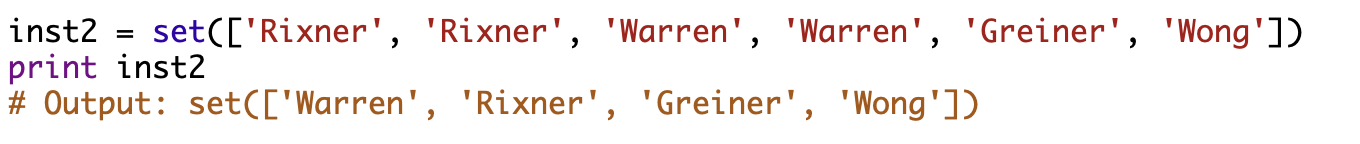 inst2 = set(['Rixner', 'Rixner', 'Warren', 'Warren', 'Greiner', 'Wong'])
print inst2
# Output: set(['Warren', 'Rixner', 'Greiner', 'Wong'])